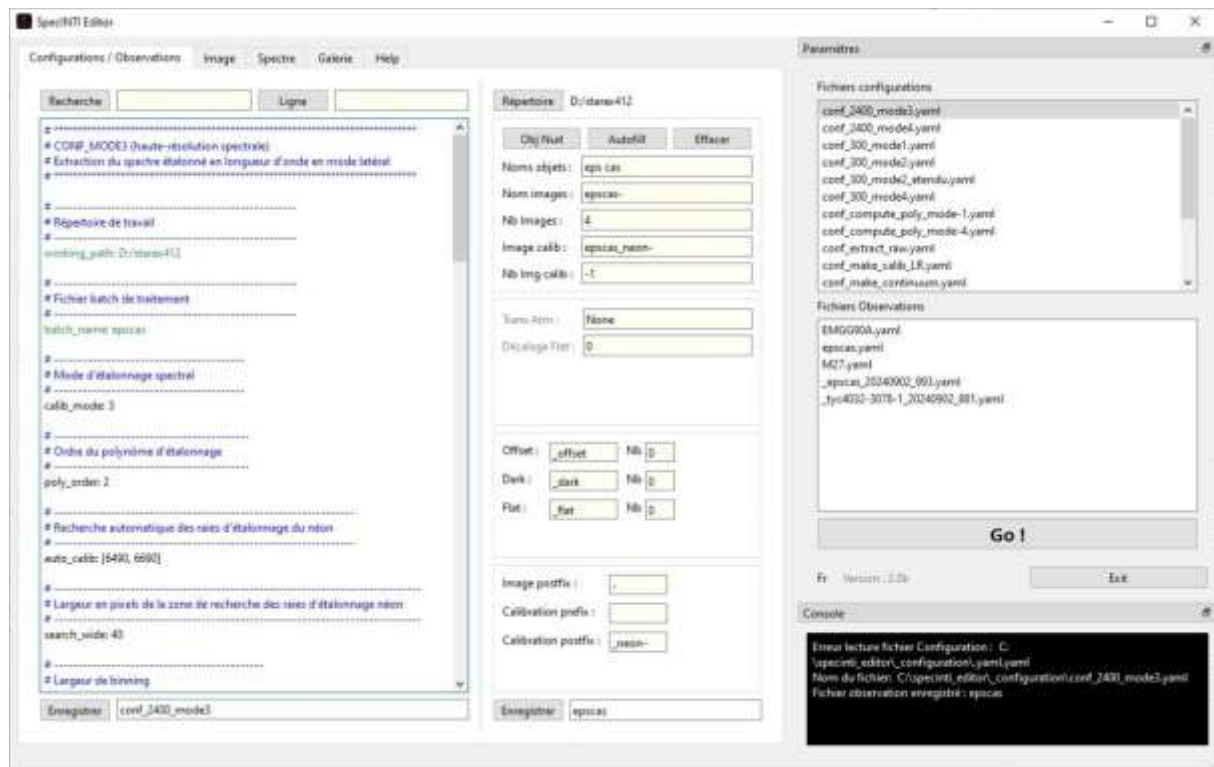 SpecINTI Editor
Configurations / Observations Image Spectre Galerie Help
Recherche Ligne
# CONF_MODE3 (haute-résolution spectrale)
# Extraction du spectre étalonné en longueur d'onde en mode latéral
# Répertoire de travail
working_path: D:/starex412
# Fichier batch de traitement
batch_name: epscas
# Mode d'étalonnage spectral
calib_mode: 3
# Ordre du polynôme d'étalonnage
poly_order: 2
# Recherche automatique des raies d'étalonnage du néon
auto_calib: [6490, 6690]
# Largeur en pixels de la zone de recherche des raies d'étalonnage néon
search_wide: 40
# Largeur de binning
Enregistrer conf_2400_mode3
Répertoire D:/starex412
Obj Nuit Autofill Effacer
Noms objets : eps cas
Nom images : epscas-
Nb Images : 4
Image calib : epscas_neon-
Nb Img calib : -1
Trans Atm : None
Décalage Flat : 0
Offset : _offset Nb 0
Dark : _dark Nb 0
Flat : _flat Nb 0
Image postfix : -
Calibration prefix :
Calibration postfix : _neon-
Enregistrer epscas
Paramètres
Fichiers configurations
conf_2400_mode3.yaml
conf_2400_mode4.yaml
conf_300_mode1.yaml
conf_300_mode2.yaml
conf_300_mode2_etendu.yaml
conf_300_mode4.yaml
conf_compute_poly_mode-1.yaml
conf_compute_poly_mode-4.yaml
conf_extract_raw.yaml
conf_make_calib_LR.yaml
conf_make_continuum.yaml
Fichiers Observations
EMGG90A.yaml
epscas.yaml
M27.yaml
_epscas_20240902_993.yaml
_tyc4032-3078-1_20240902_881.yaml
Go !
Fr Version : 2.0b Exit
Console
Erreur lecture fichier Configuration : C:
\specinti_editor\_configuration\.yaml.yaml
Nom du fichier: C:\specinti_editor\_configuration\conf_2400_mode3.yaml
Fichier observation enregistré : epscas